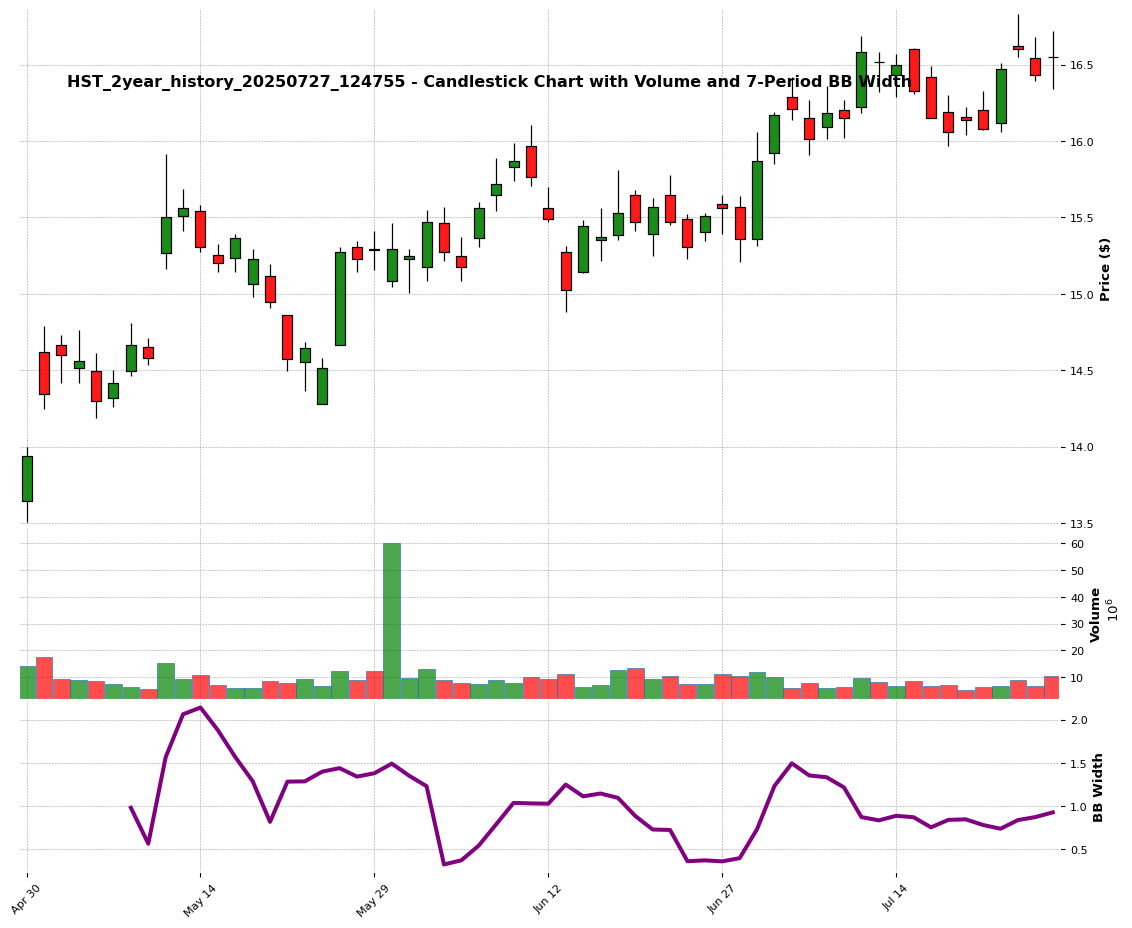 HST_2year_history_20250727_124755 - Candlestick Chart with Volume and 7-Period BB Width
16.5
16.0
15.5
15.0
14.5
14.0
13.5
Price ($)
60
50
40
30
20
10
Volume
10^6
2.0
1.5
1.0
0.5
BB Width
Apr 30
May 14
May 29
Jun 12
Jun 27
Jul 14